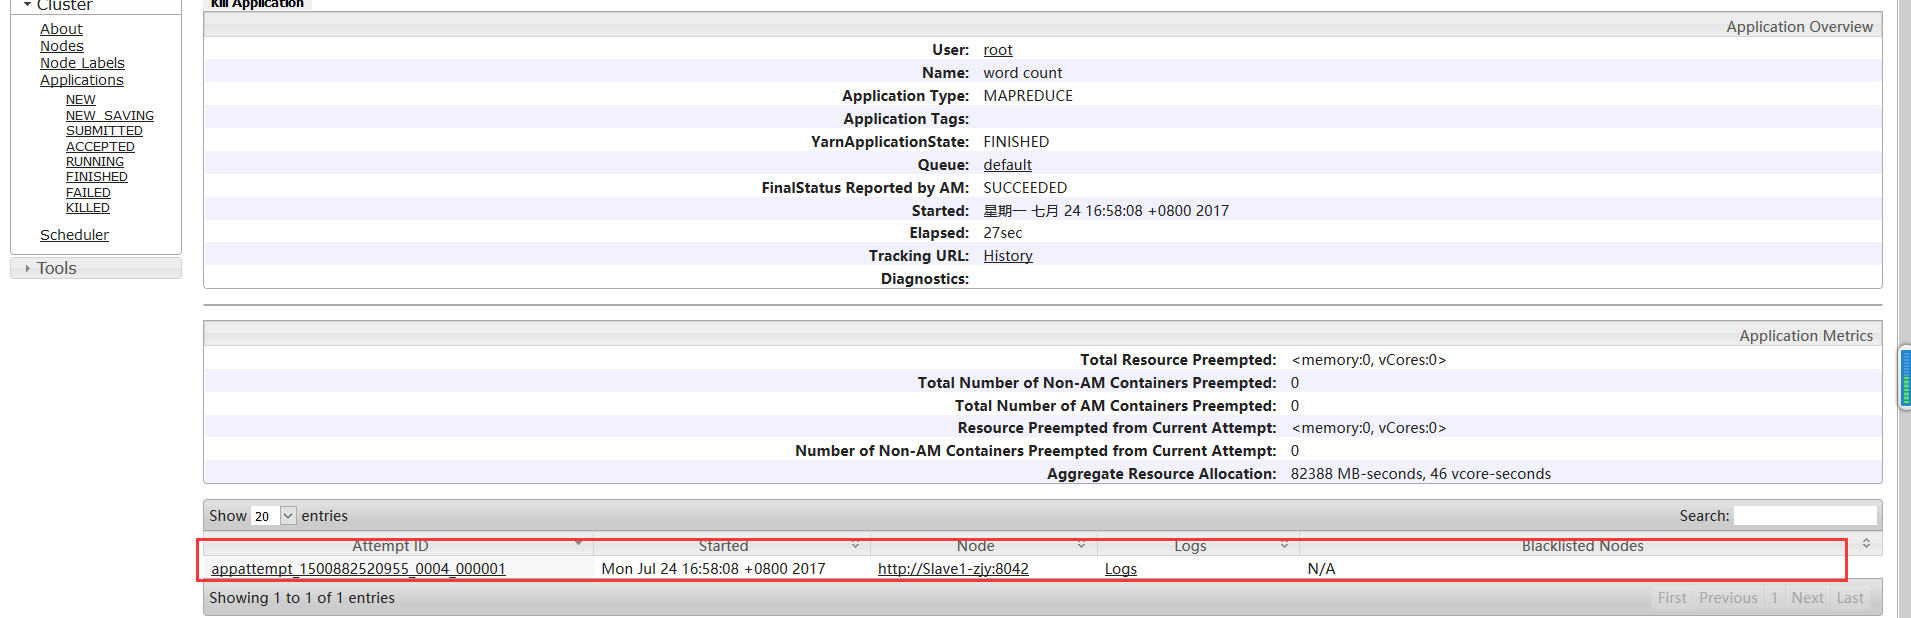 Cluster
About
Nodes
Node Labels
Applications
NEW
NEW_SAVING
SUBMITTED
ACCEPTED
RUNNING
FINISHED
FAILED
KILLED
Scheduler
Tools
Kill Application
Application Overview
User: root
Name: word count
Application Type: MAPREDUCE
Application Tags:
YarnApplicationState: FINISHED
Queue: default
FinalStatus Reported by AM: SUCCEEDED
Started: 星期一 七月 24 16:58:08 +0800 2017
Elapsed: 27sec
Tracking URL: History
Diagnostics:
Application Metrics
Total Resource Preempted: <memory:0, vCores:0>
Total Number of Non-AM Containers Preempted: 0
Total Number of AM Containers Preempted: 0
Resource Preempted from Current Attempt: <memory:0, vCores:0>
Number of Non-AM Containers Preempted from Current Attempt: 0
Aggregate Resource Allocation: 82388 MB-seconds, 46 vcore-seconds
Show 20 entries Search:
Attempt ID Started Node Logs Blacklisted Nodes
appattempt_1500882520955_0004_000001 Mon Jul 24 16:58:08 +0800 2017 http://Slave1-zjy:8042 Logs N/A
Showing 1 to 1 of 1 entries First Previous 1 Next Last